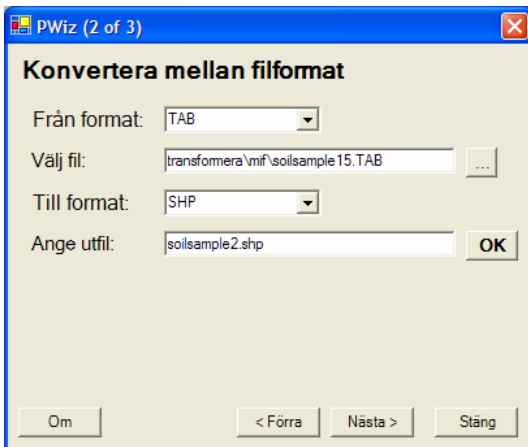 PWiz (2 of 3)
Konvertera mellan filformat
Från format: TAB
Välj fil: transformera\mif\soilsample15.TAB ...
Till format: SHP
Ange utfil: soilsample2.shp OK
Om < Förra Nästa > Stäng